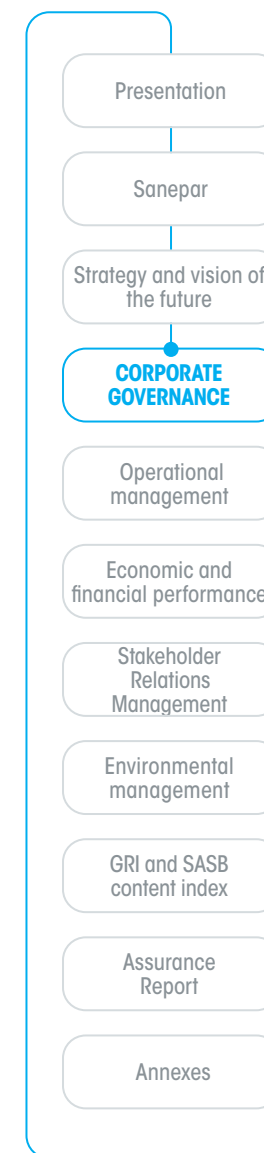 Presentation
Sanepar
Strategy and vision of
the future
CORPORATE
GOVERNANCE
Operational
management
Economic and
financial performance
Stakeholder
Relations
Management
Environmental
management
GRI and SASB
content index
Assurance
Report
Annexes